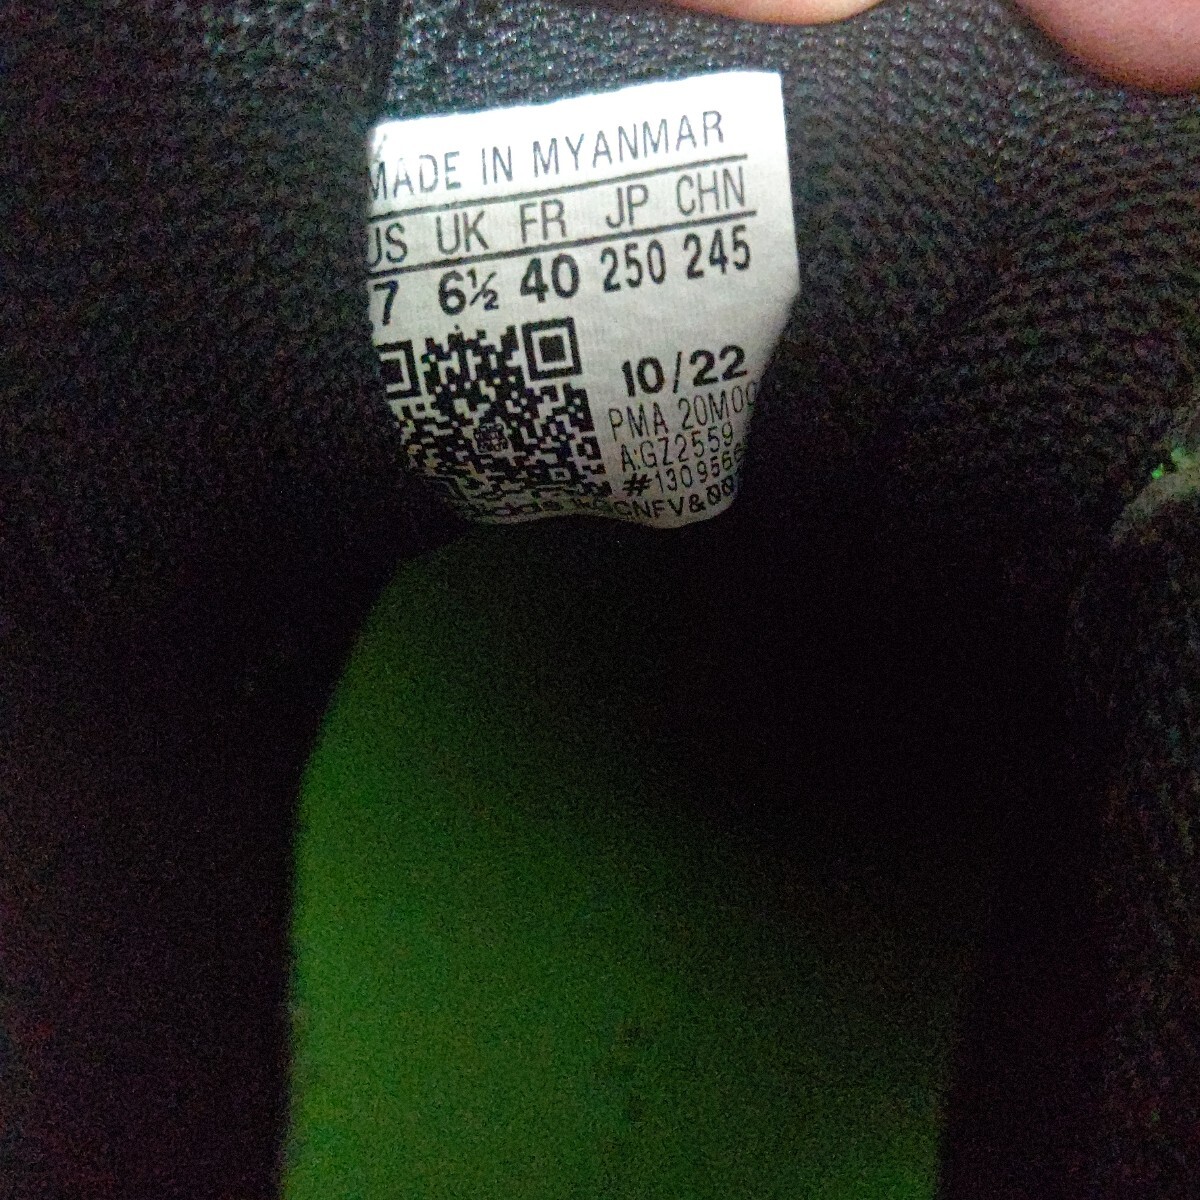 MADE IN MYANMAR
US UK FR JP CHN
7 6½ 40 250 245
10/22
PMA 20M00
A:GZ2559
#130956